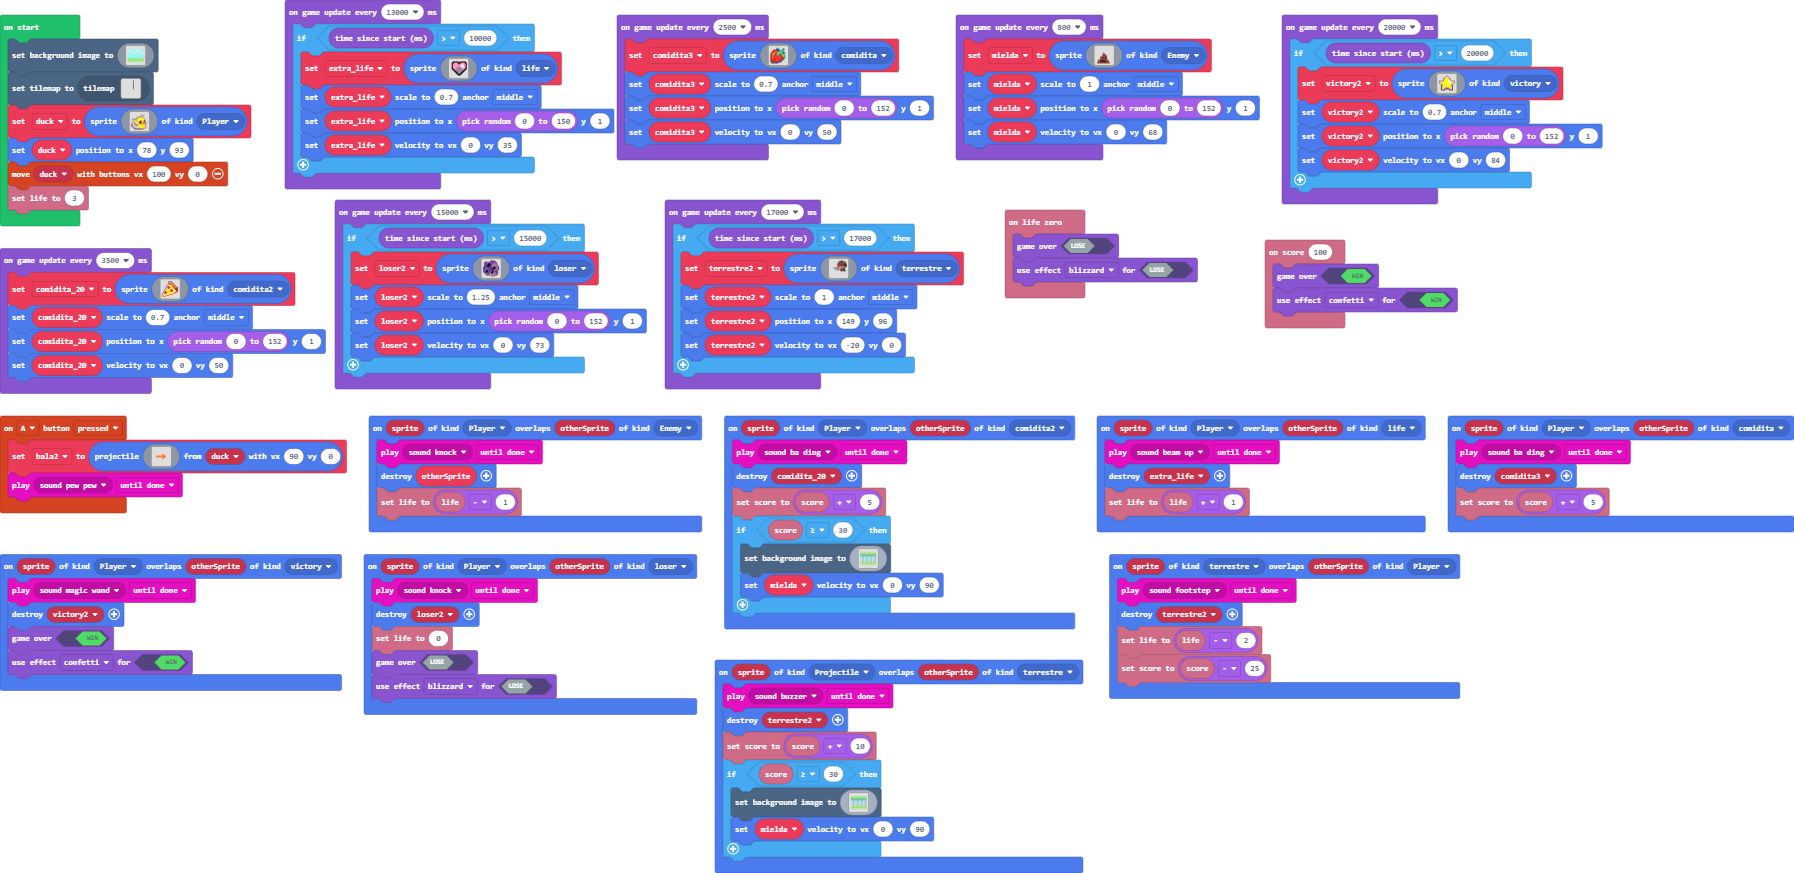 on start
set background image to
set tilemap to tilemap
set duck to sprite of kind Player
set duck position to x 78 y 93
move duck with buttons vx 100 vy 0
set life to 3
on game update every 13000 ms
if time since start (ms) > 10000 then
set extra_life to sprite of kind life
set extra_life scale to 0.7 anchor middle
set extra_life position to x pick random 0 to 150 y 1
set extra_life velocity to vx 0 vy 35
on game update every 2500 ms
set comidita3 to sprite of kind comidita
set comidita3 scale to 0.7 anchor middle
set comidita3 position to x pick random 0 to 152 y 1
set comidita3 velocity to vx 0 vy 50
on game update every 800 ms
set mielda to sprite of kind Enemy
set mielda scale to 1 anchor middle
set mielda position to x pick random 0 to 152 y 1
set mielda velocity to vx 0 vy 68
on game update every 20000 ms
if time since start (ms) > 20000 then
set victory2 to sprite of kind victory
set victory2 scale to 0.7 anchor middle
set victory2 position to x pick random 0 to 152 y 1
set victory2 velocity to vx 0 vy 84
on game update every 3500 ms
set comidita_20 to sprite of kind comidita2
set comidita_20 scale to 0.7 anchor middle
set comidita_20 position to x pick random 0 to 152 y 1
set comidita_20 velocity to vx 0 vy 50
on game update every 15000 ms
if time since start (ms) > 15000 then
set loser2 to sprite of kind loser
set loser2 scale to 1.25 anchor middle
set loser2 position to x pick random 0 to 152 y 1
set loser2 velocity to vx 0 vy 73
on game update every 17000 ms
if time since start (ms) > 17000 then
set terrestre2 to sprite of kind terrestre
set terrestre2 scale to 1 anchor middle
set terrestre2 position to x 149 y 96
set terrestre2 velocity to vx -20 vy 0
on life zero
game over LOSE
use effect blizzard for LOSE
on score 100
game over WIN
use effect confetti for WIN
on A button pressed
set bala2 to projectile from duck with vx 90 vy 0
play sound pew pew until done
on sprite of kind Player overlaps otherSprite of kind Enemy
play sound knock until done
destroy otherSprite
set life to life - 1
on sprite of kind Player overlaps otherSprite of kind comidita2
play sound ba ding until done
destroy comidita_20
set score to score + 5
if score ≥ 30 then
set background image to
set mielda velocity to vx 0 vy 90
on sprite of kind Player overlaps otherSprite of kind life
play sound beam up until done
destroy extra_life
set life to life + 1
on sprite of kind Player overlaps otherSprite of kind comidita
play sound ba ding until done
destroy comidita3
set score to score + 5
on sprite of kind Player overlaps otherSprite of kind victory
play sound magic wand until done
destroy victory2
game over WIN
use effect confetti for WIN
on sprite of kind Player overlaps otherSprite of kind loser
play sound knock until done
destroy loser2
set life to 0
game over LOSE
use effect blizzard for LOSE
on sprite of kind terrestre overlaps otherSprite of kind Player
play sound footstep until done
destroy terrestre2
set life to life - 2
set score to score - 25
on sprite of kind Projectile overlaps otherSprite of kind terrestre
play sound buzzer until done
destroy terrestre2
set score to score + 10
if score ≥ 30 then
set background image to
set mielda velocity to vx 0 vy 90